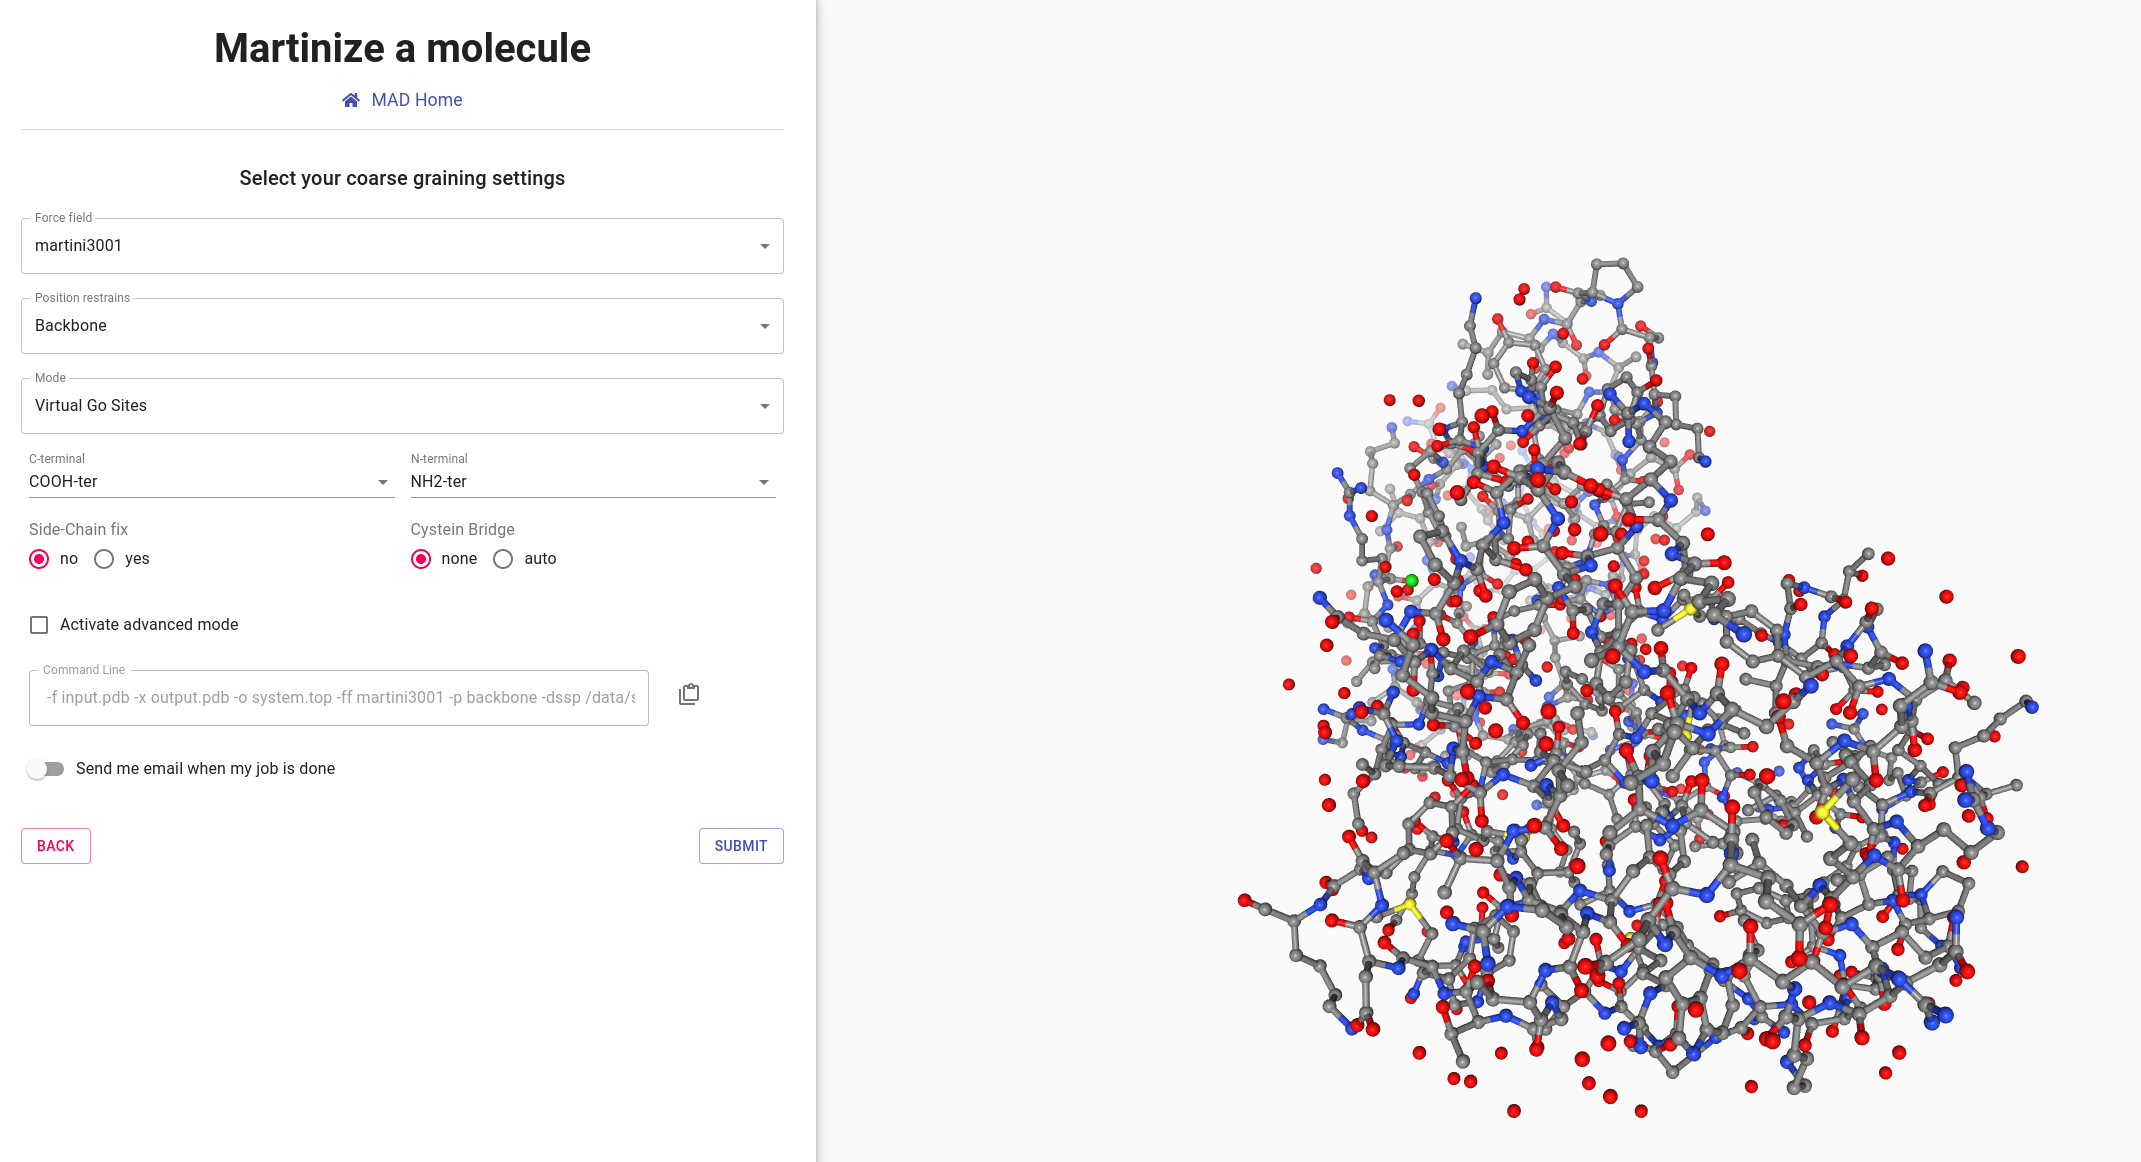 Martinize a molecule
MAD Home
Select your coarse graining settings
Force field
martini3001
Position restrains
Backbone
Mode
Virtual Go Sites
C-terminal
COOH-ter
N-terminal
NH2-ter
Side-Chain fix
no yes
Cystein Bridge
none auto
Activate advanced mode
Command Line
-f input.pdb -x output.pdb -o system.top -ff martini3001 -p backbone -dssp /data/s
Send me email when my job is done
BACK
SUBMIT